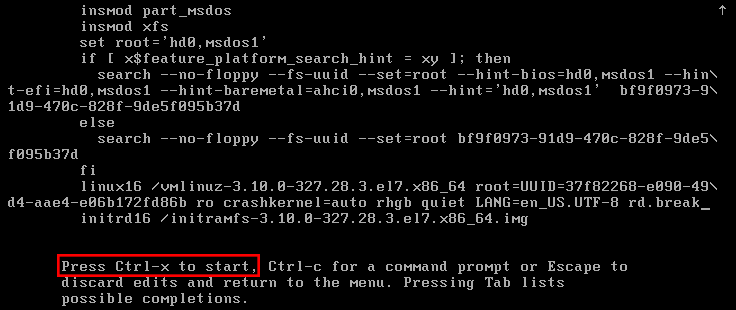 insmod part_msdos
insmod xfs
set root='hd0,msdos1'
if [ x$feature_platform_search_hint = xy ]; then
search --no-floppy --fs-uuid --set=root --hint-bios=hd0,msdos1 --hin\
t-efi=hd0,msdos1 --hint-baremetal=ahci0,msdos1 --hint='hd0,msdos1'  bf9f0973-9\
1d9-470c-828f-9de5f095b37d
else
search --no-floppy --fs-uuid --set=root bf9f0973-91d9-470c-828f-9de5\
f095b37d
fi
linux16 /vmlinuz-3.10.0-327.28.3.el7.x86_64 root=UUID=37f82268-e090-49\
d4-aae4-e06b172fd86b ro crashkernel=auto rhgb quiet LANG=en_US.UTF-8 rd.break_
initrd16 /initramfs-3.10.0-327.28.3.el7.x86_64.img
Press Ctrl-x to start, Ctrl-c for a command prompt or Escape to
discard edits and return to the menu. Pressing Tab lists
possible completions.